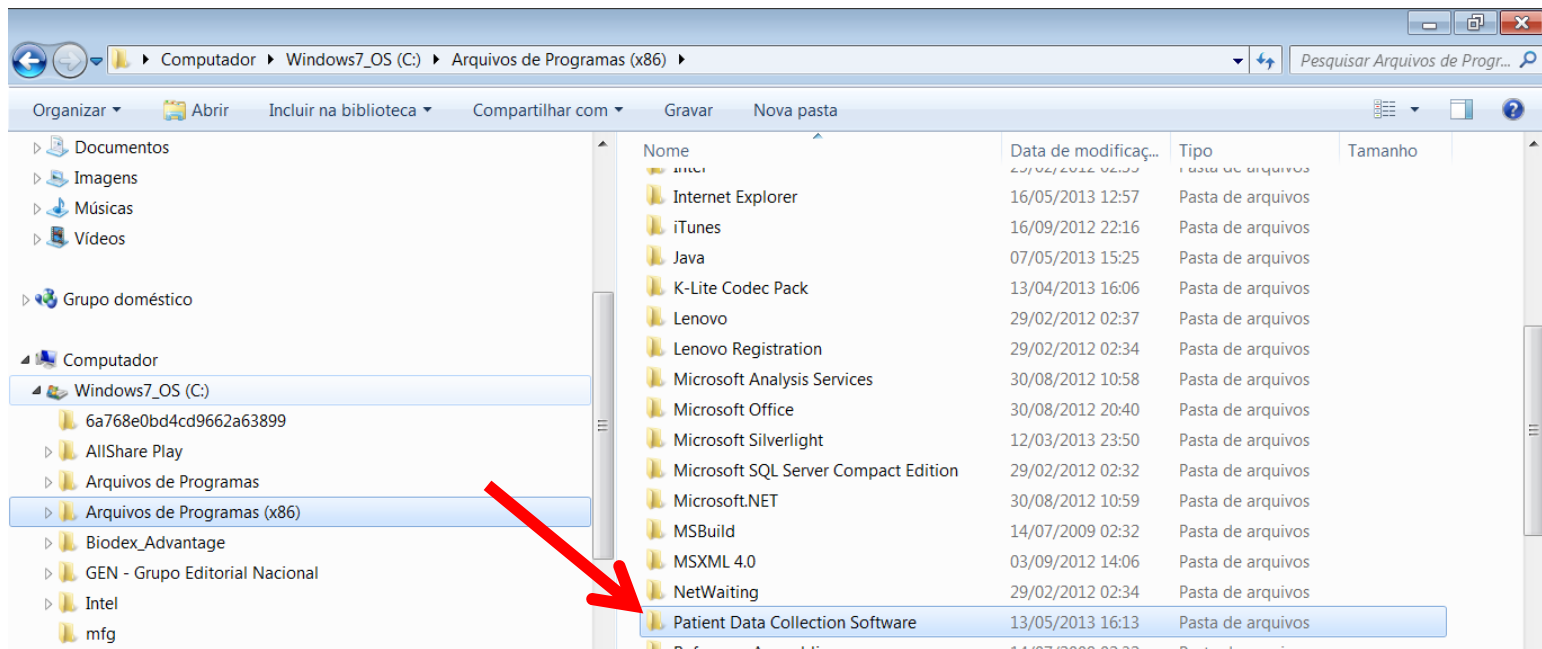 Computador Windows7_OS (C:) Arquivos de Programas (x86)
Pesquisar Arquivos de Progr...
Organizar Abrir Incluir na biblioteca Compartilhar com Gravar Nova pasta
Documentos
Imagens
Músicas
Vídeos
Grupo doméstico
Computador
Windows7_OS (C:)
6a768e0bd4cd9662a63899
AllShare Play
Arquivos de Programas
Arquivos de Programas (x86)
Biodex_Advantage
GEN - Grupo Editorial Nacional
Intel
mfg
Nome Data de modificaç... Tipo Tamanho
Intel 29/02/2012 02:35 Pasta de arquivos
Internet Explorer 16/05/2013 12:57 Pasta de arquivos
iTunes 16/09/2012 22:16 Pasta de arquivos
Java 07/05/2013 15:25 Pasta de arquivos
K-Lite Codec Pack 13/04/2013 16:06 Pasta de arquivos
Lenovo 29/02/2012 02:37 Pasta de arquivos
Lenovo Registration 29/02/2012 02:34 Pasta de arquivos
Microsoft Analysis Services 30/08/2012 10:58 Pasta de arquivos
Microsoft Office 30/08/2012 20:40 Pasta de arquivos
Microsoft Silverlight 12/03/2013 23:50 Pasta de arquivos
Microsoft SQL Server Compact Edition 29/02/2012 02:32 Pasta de arquivos
Microsoft.NET 30/08/2012 10:59 Pasta de arquivos
MSBuild 14/07/2009 02:32 Pasta de arquivos
MSXML 4.0 03/09/2012 14:06 Pasta de arquivos
NetWaiting 29/02/2012 02:34 Pasta de arquivos
Patient Data Collection Software 13/05/2013 16:13 Pasta de arquivos